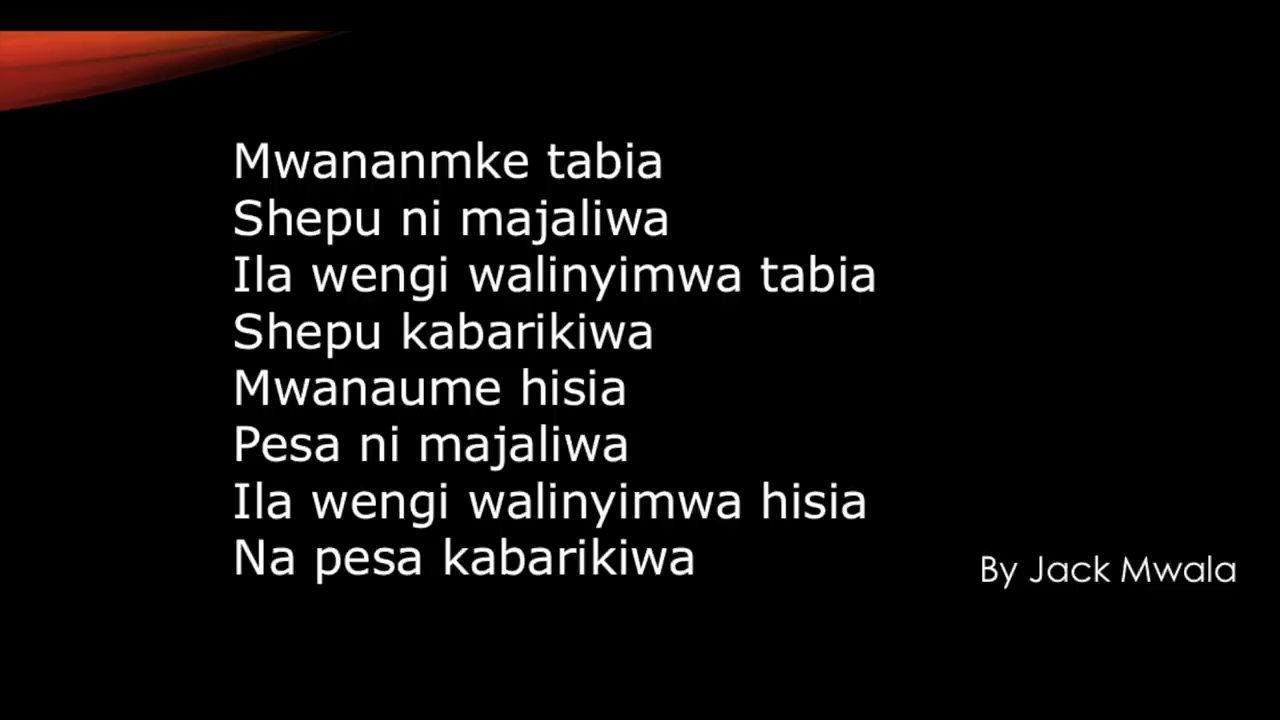 Mwananmke tabia
Shepu ni majaliwa
Ila wengi walinyimwa tabia
Shepu kabarikiwa
Mwanaume hisia
Pesa ni majaliwa
Ila wengi walinyimwa hisia
Na pesa kabarikiwa
By Jack Mwala